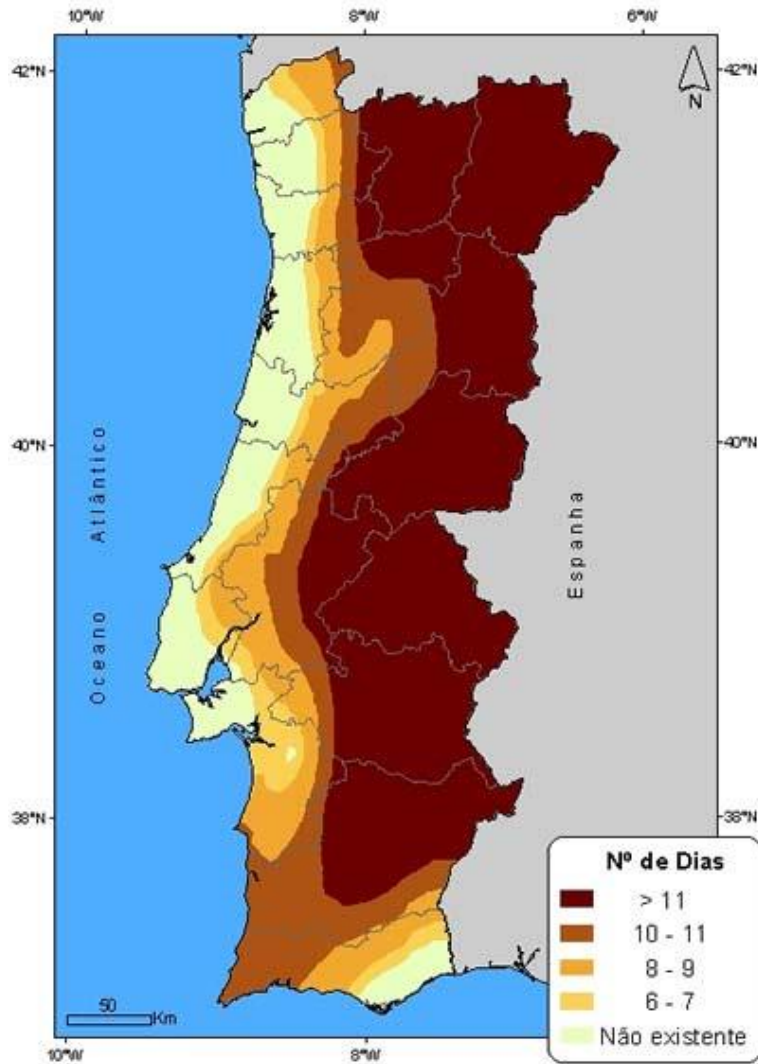 10°W 8°W 6°W
42°N 42°N
N
40°N 40°N
Oceano Atlântico
Espanha
38°N 38°N
Nº de Dias
> 11
10 - 11
8 - 9
6 - 7
Não existente
50
Km
10°W 8°W